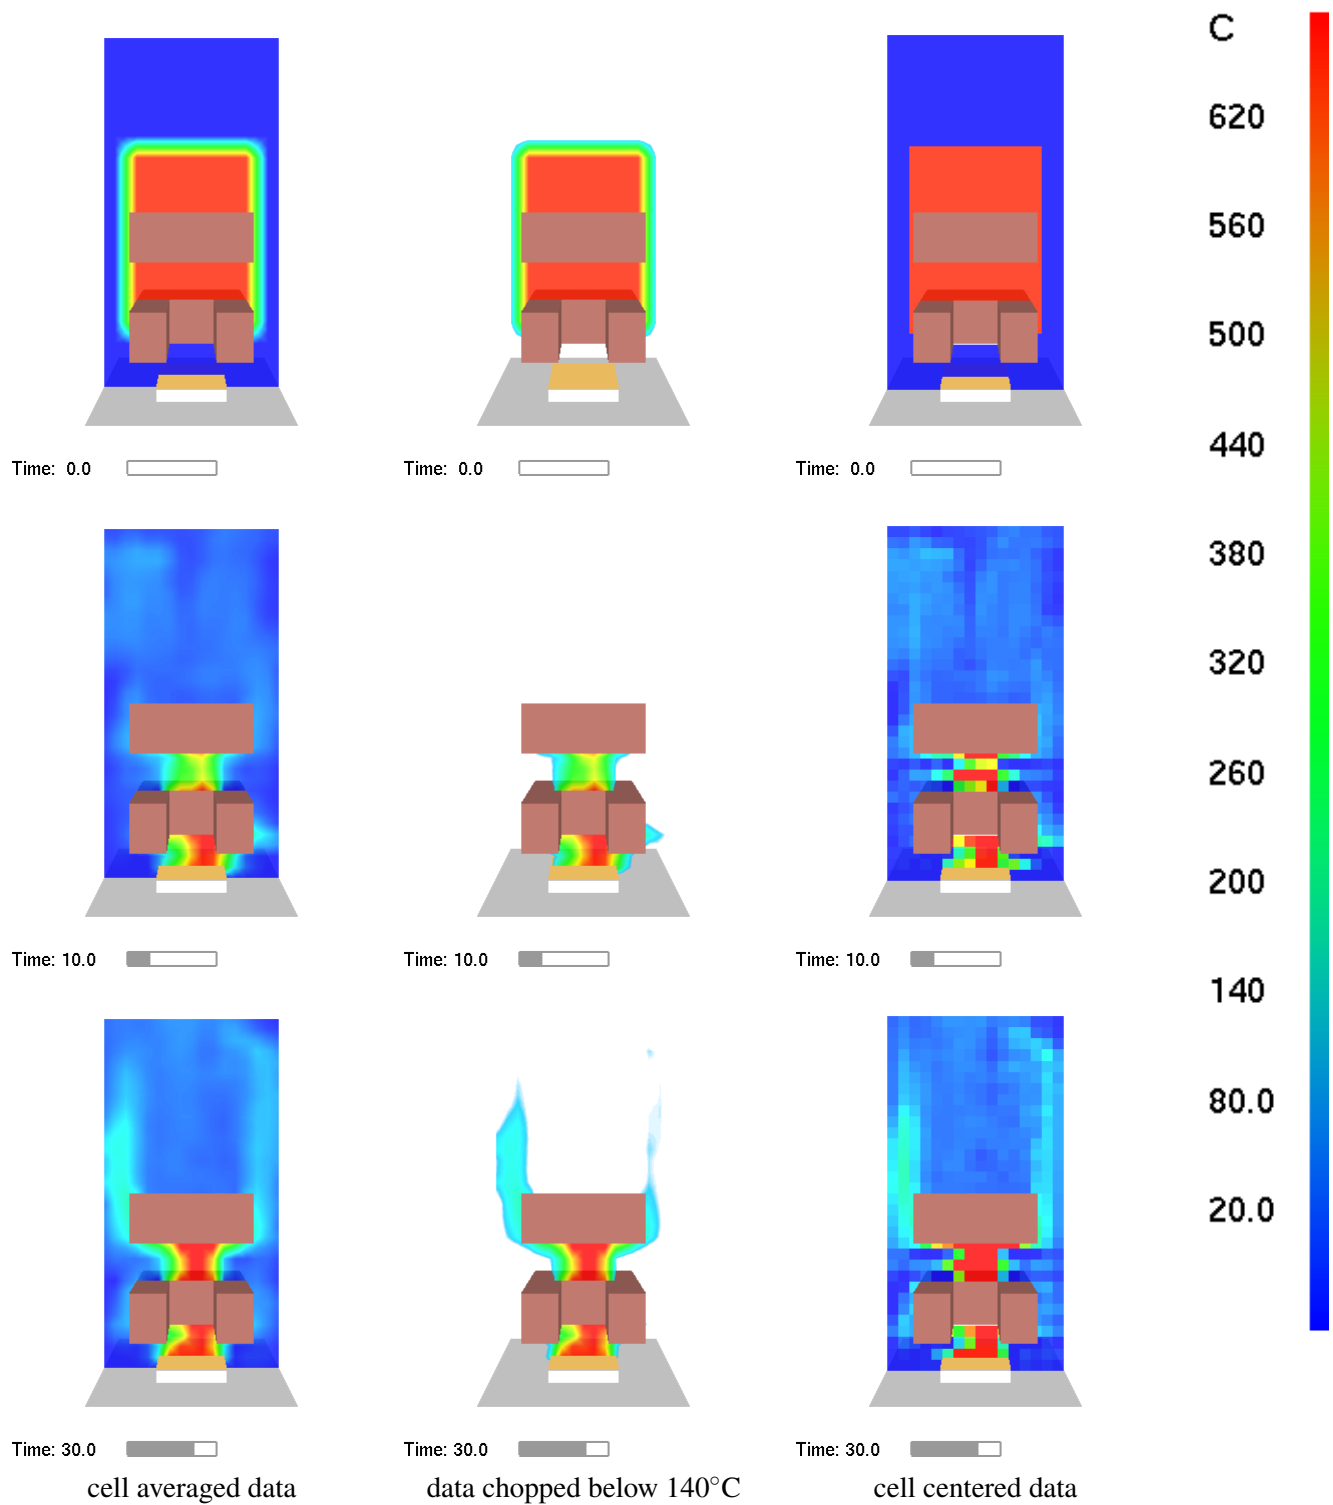 C
620
560
500
440
380
320
260
200
140
80.0
20.0
Time: 0.0
Time: 0.0
Time: 0.0
Time: 10.0
Time: 10.0
Time: 10.0
Time: 30.0
Time: 30.0
Time: 30.0
cell averaged data
data chopped below 140°C
cell centered data